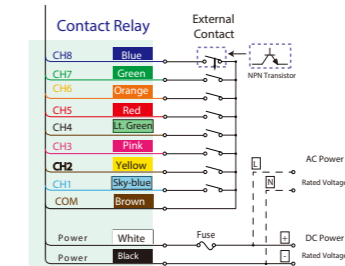 Contact Relay
External
Contact
CH8 Blue
CH7 Green
NPN Transistor
CH6 Orange
CH5 Red
CH4 Lt. Green
CH3 Pink
AC Power
CH2 Yellow
L
CH1 Sky-blue
N Rated Voltage
COM Brown
Fuse
Power White + DC Power
Power Black - Rated Voltage